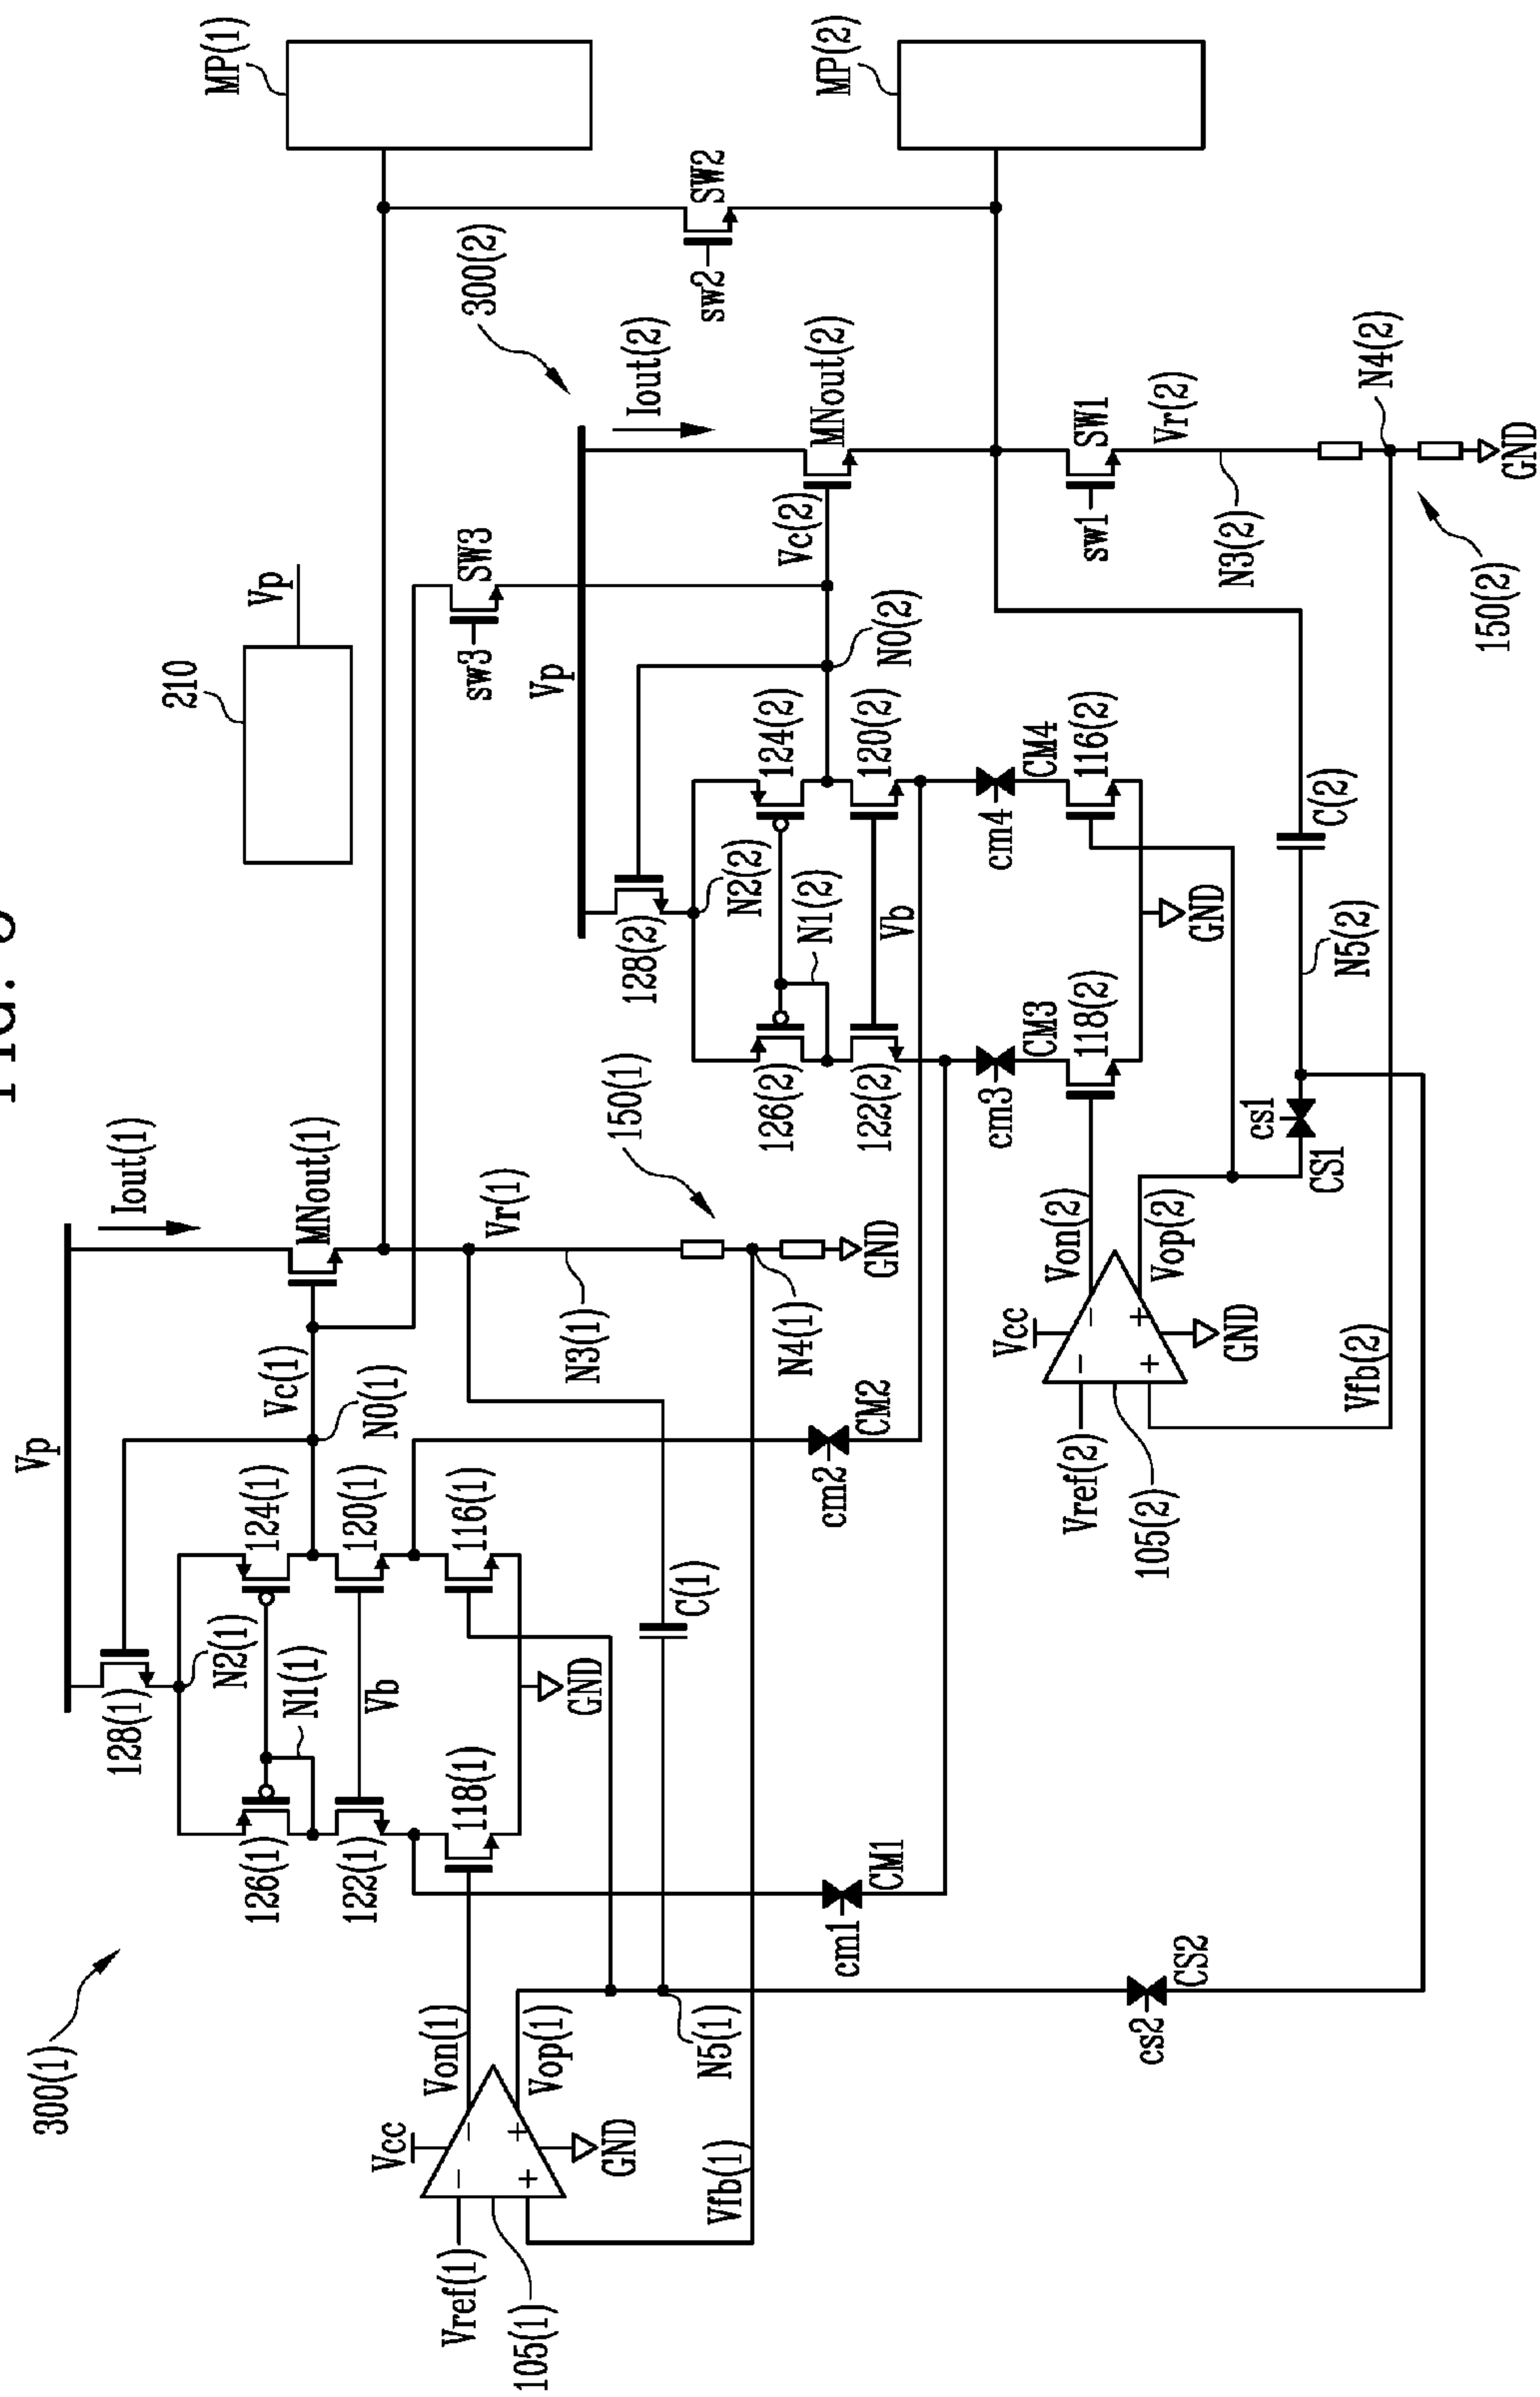 FIG. 6
300(1)
Vp
Iout(1)
128(1)
N2(1)
126(1)
124(1)
N1(1)
Vc(1)
N0(1)
MNout(1)
122(1)
Vb
120(1)
118(1)
116(1)
GND
Vcc
Von(1)
Vop(1)
Vref(1)
105(1)
GND
N5(1)
C(1)
Vr(1)
N3(1)
150(1)
N4(1)
GND
Vfb(1)
cm1
CM1
cm2
CM2
cs2
CS2
210
Vp
MP(1)
MP(2)
SW2
sw2
SW3
sw3
300(2)
Vp
Iout(2)
128(2)
N2(2)
126(2)
124(2)
N1(2)
Vc(2)
N0(2)
MNout(2)
122(2)
Vb
120(2)
cm3
CM3
cm4
CM4
118(2)
116(2)
GND
Vcc
Von(2)
Vop(2)
Vref(2)
105(2)
GND
cs1
CS1
N5(2)
C(2)
SW1
sw1
Vr(2)
N3(2)
150(2)
N4(2)
GND
Vfb(2)